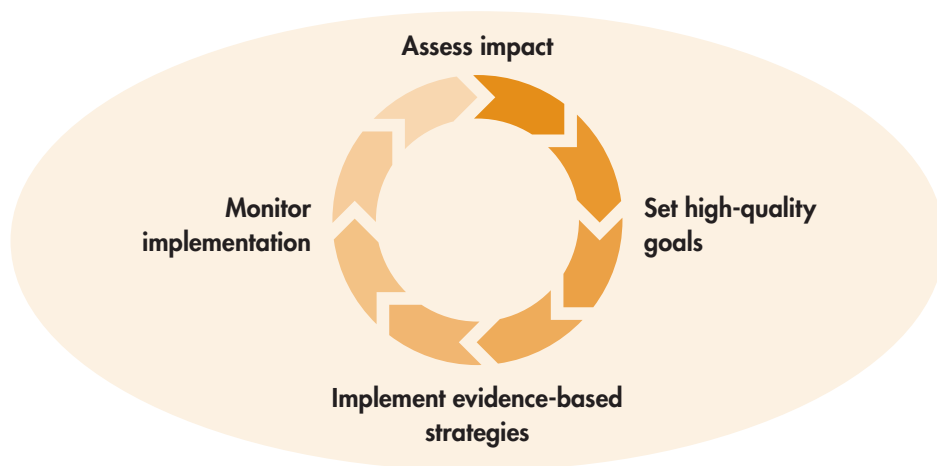 Assess impact
Set high-quality
goals
Implement evidence-based
strategies
Monitor
implementation